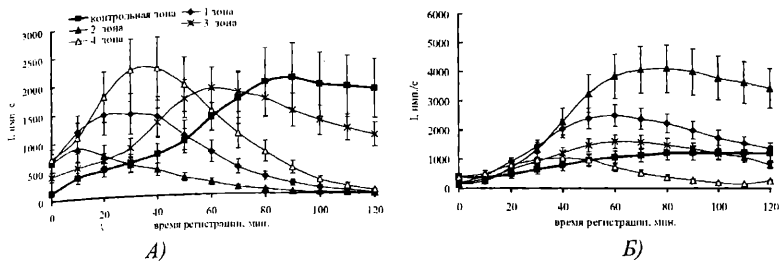 контрольная зона
1 зона
2 зона
3 зона
4 зона
I, имп./с
3000
2500
2000
1500
1000
500
0
0 20 40 60 80 100 120
время регистрации, мин.
А)
I, имп./с
6000
5000
4000
3000
2000
1000
0
0 20 40 60 80 100 120
время регистрации, мин.
Б)